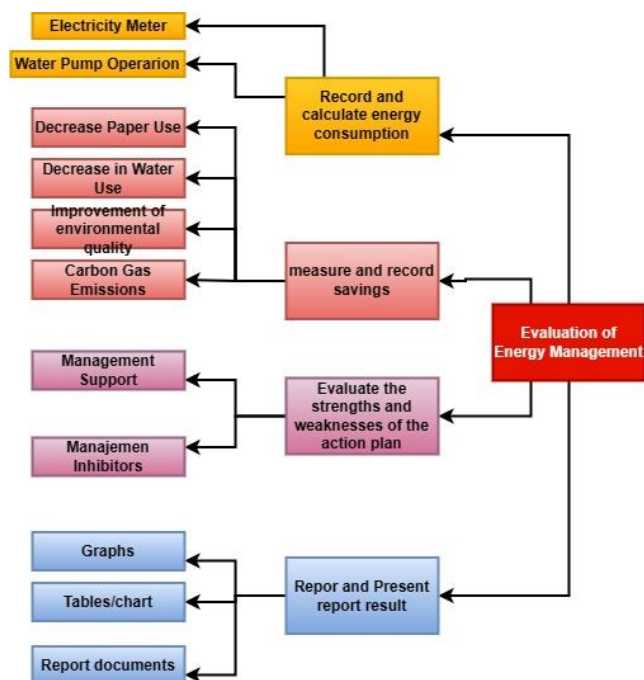 Electricity Meter
Water Pump Operarion
Record and
calculate energy
consumption
Decrease Paper Use
Decrease in Water
Use
Improvement of
environmental
quality
Carbon Gas
Emissions
measure and record
savings
Evaluation of
Energy Management
Management
Support
Manajemen
Inhibitors
Evaluate the
strengths and
weaknesses of the
action plan
Graphs
Tables/chart
Report documents
Repor and Present
report result